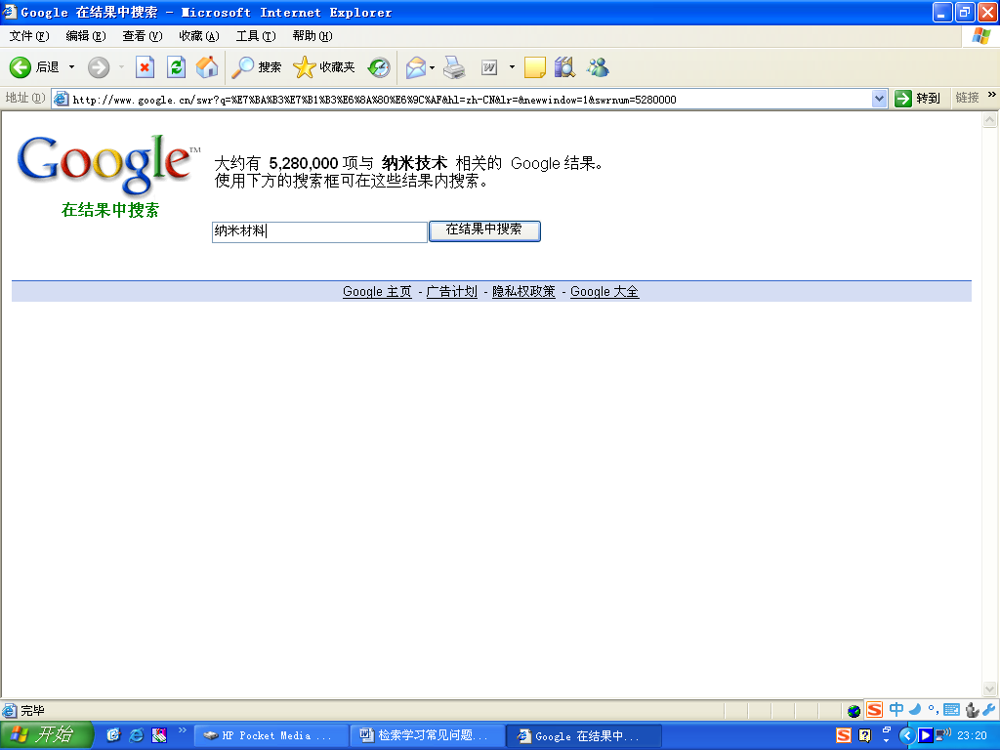 Google 在结果中搜索 - Microsoft Internet Explorer
文件(F) 编辑(E) 查看(V) 收藏(A) 工具(T) 帮助(H)
后退 搜索 收藏夹
地址(D) http://www.google.cn/swr?q=%E7%BA%B3%E7%B1%B3%E6%8A%80%E6%9C%AF&hl=zh-CN&lr=&newwindow=1&swrnum=5280000 转到 链接 »
Google™
在结果中搜索
大约有 5,280,000 项与 纳米技术 相关的 Google 结果。
使用下方的搜索框可在这些结果内搜索。
纳米材料 在结果中搜索
Google 主页 - 广告计划 - 隐私权政策 - Google 大全
完毕 中
开始 » HP Pocket Media ... 检索学习常见问题... Google 在结果中... 23:20